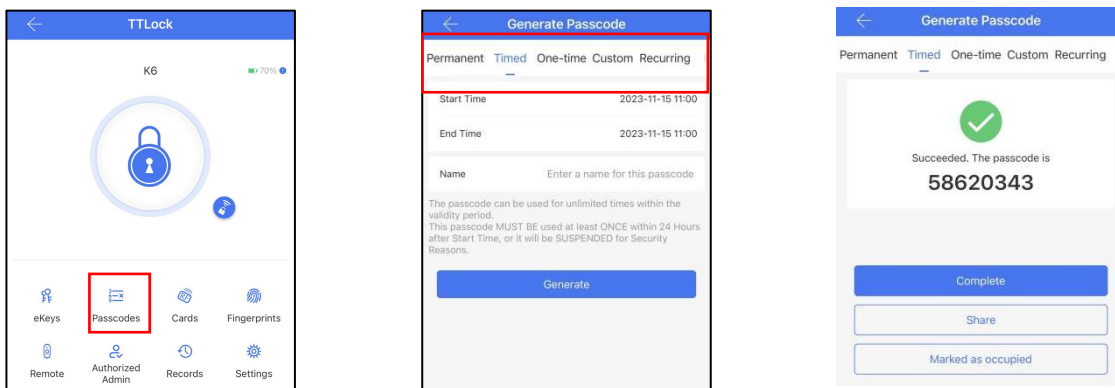 TTLock
K6
70%
eKeys Passcodes Cards Fingerprints
Remote Authorized Admin Records Settings
Generate Passcode
Permanent Timed One-time Custom Recurring
Start Time 2023-11-15 11:00
End Time 2023-11-15 11:00
Name Enter a name for this passcode
The passcode can be used for unlimited times within the
validity period.
This passcode MUST BE used at least ONCE within 24 Hours
after Start Time, or it will be SUSPENDED for Security
Reasons.
Generate
Generate Passcode
Permanent Timed One-time Custom Recurring
Succeeded. The passcode is
58620343
Complete
Share
Marked as occupied